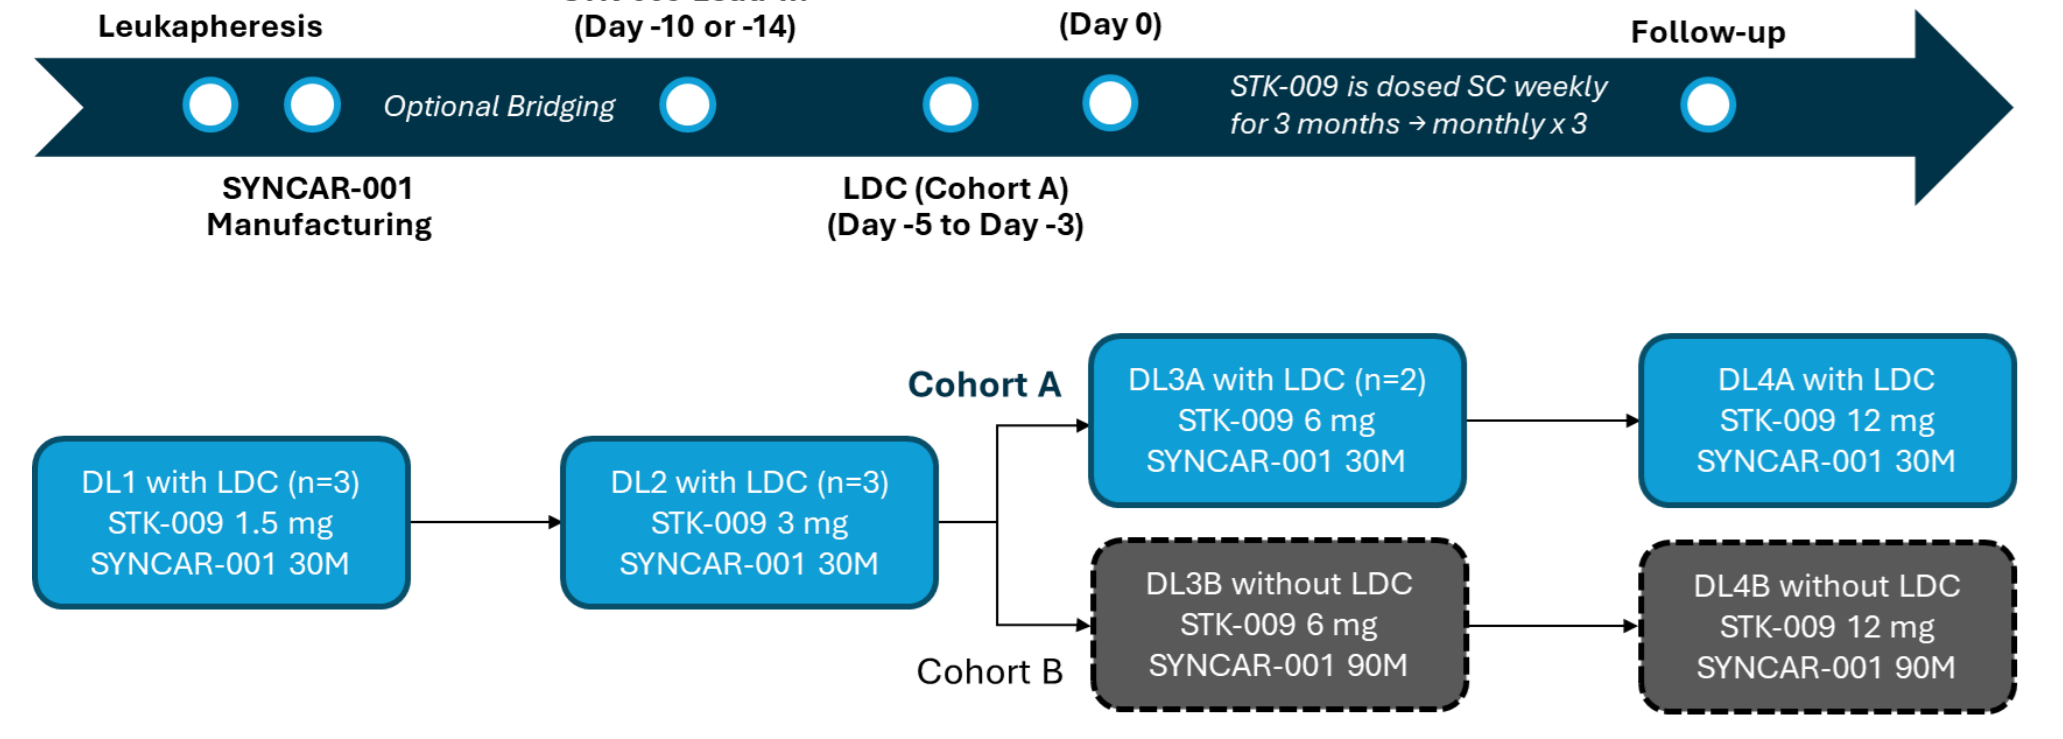 Leukapheresis
(Day -10 or -14)
(Day 0)
Follow-up
Optional Bridging
STK-009 is dosed SC weekly
for 3 months → monthly x 3
SYNCAR-001
Manufacturing
LDC (Cohort A)
(Day -5 to Day -3)
Cohort A
DL1 with LDC (n=3)
STK-009 1.5 mg
SYNCAR-001 30M
DL2 with LDC (n=3)
STK-009 3 mg
SYNCAR-001 30M
DL3A with LDC (n=2)
STK-009 6 mg
SYNCAR-001 30M
DL4A with LDC
STK-009 12 mg
SYNCAR-001 30M
Cohort B
DL3B without LDC
STK-009 6 mg
SYNCAR-001 90M
DL4B without LDC
STK-009 12 mg
SYNCAR-001 90M